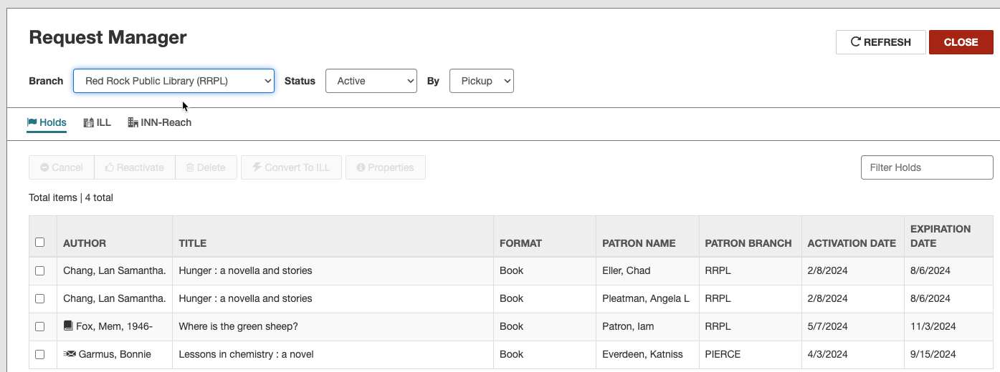 Request Manager
REFRESH CLOSE
Branch Red Rock Public Library (RRPL) Status Active By Pickup
Holds ILL INN-Reach
Cancel Reactivate Delete Convert To ILL Properties Filter Holds
Total items | 4 total
AUTHOR TITLE FORMAT PATRON NAME PATRON BRANCH ACTIVATION DATE EXPIRATION DATE
Chang, Lan Samantha. Hunger : a novella and stories Book Eller, Chad RRPL 2/8/2024 8/6/2024
Chang, Lan Samantha. Hunger : a novella and stories Book Pleatman, Angela L RRPL 2/8/2024 8/6/2024
Fox, Mem, 1946- Where is the green sheep? Book Patron, Iam RRPL 5/7/2024 11/3/2024
Garmus, Bonnie Lessons in chemistry : a novel Book Everdeen, Katniss PIERCE 4/3/2024 9/15/2024